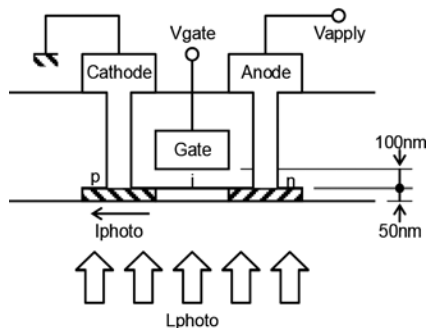 Vgate
Vapply
Cathode
Anode
Gate
100nm
p
i
n
Iphoto
50nm
Lphoto